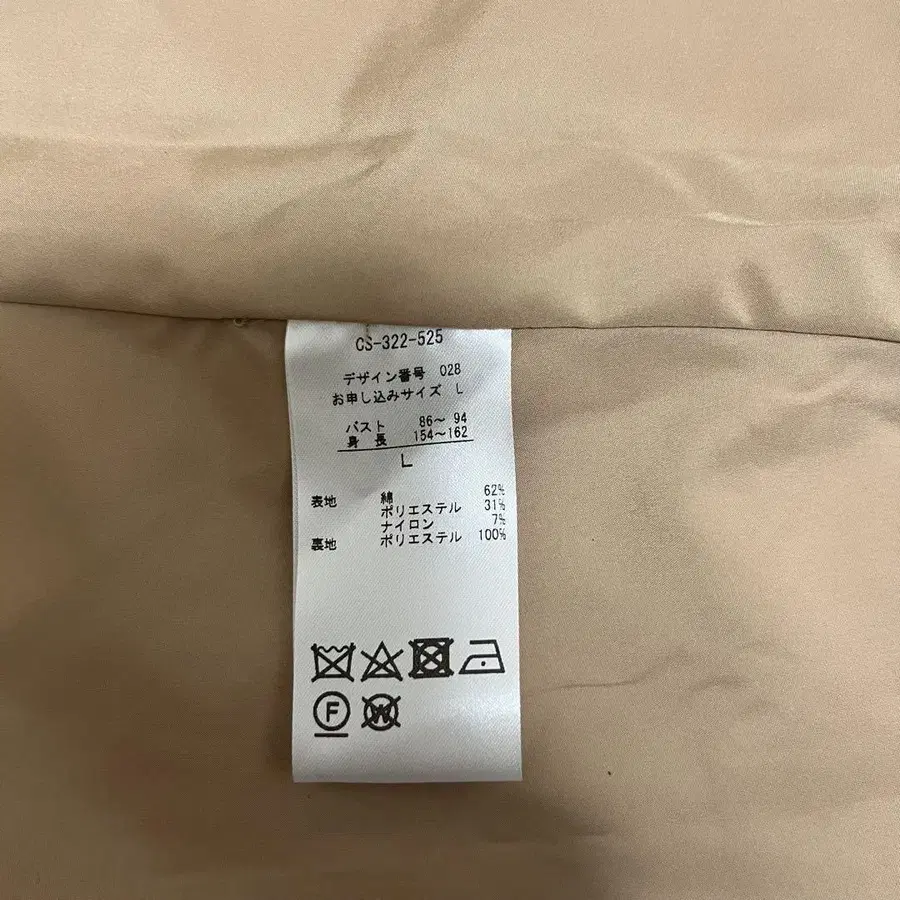 CS-322-525
デザイン番号 028
お申し込みサイズ L
バスト 86～ 94
身 長 154～162
L
表地 綿 62%
ポリエステル 31%
ナイロン 7%
裏地 ポリエステル 100%
F W